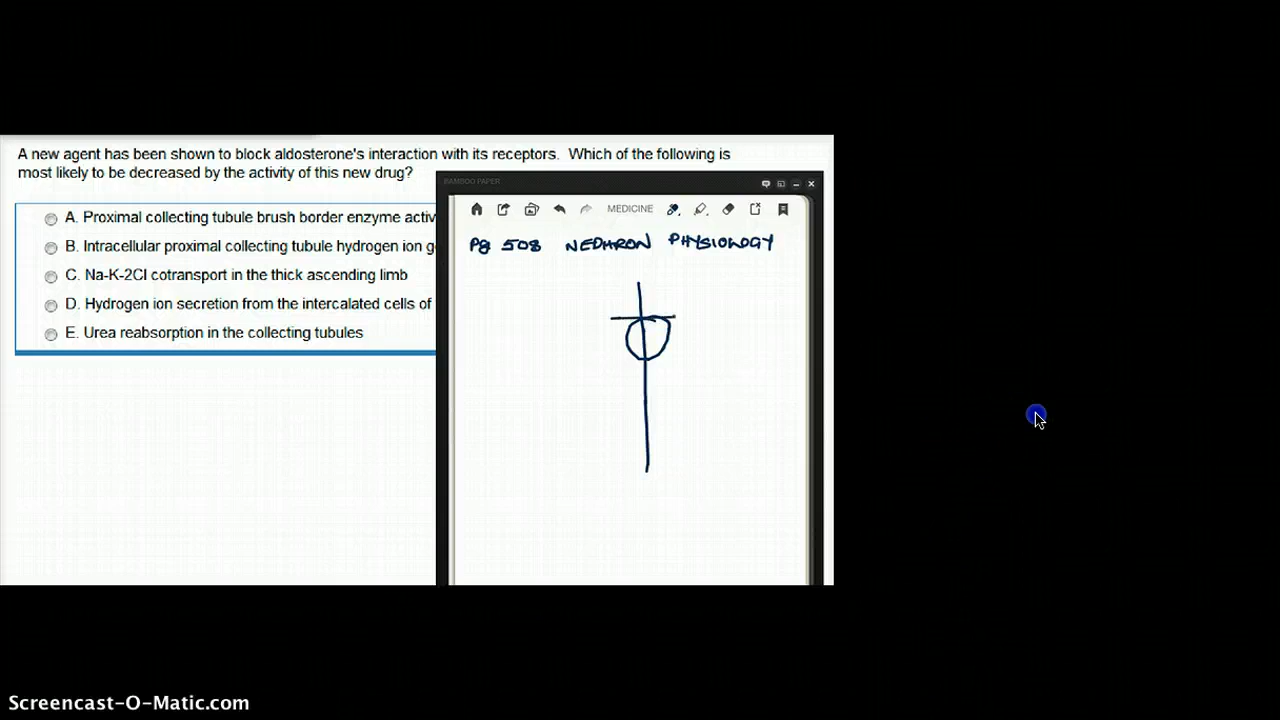 A new agent has been shown to block aldosterone's interaction with its receptors. Which of the following is
most likely to be decreased by the activity of this new drug?
A. Proximal collecting tubule brush border enzyme activ
B. Intracellular proximal collecting tubule hydrogen ion g
C. Na-K-2Cl cotransport in the thick ascending limb
D. Hydrogen ion secretion from the intercalated cells of
E. Urea reabsorption in the collecting tubules
BAMBOO PAPER
MEDICINE
Pg 508 NEPHRON PHYSIOLOGY
Screencast-O-Matic.com